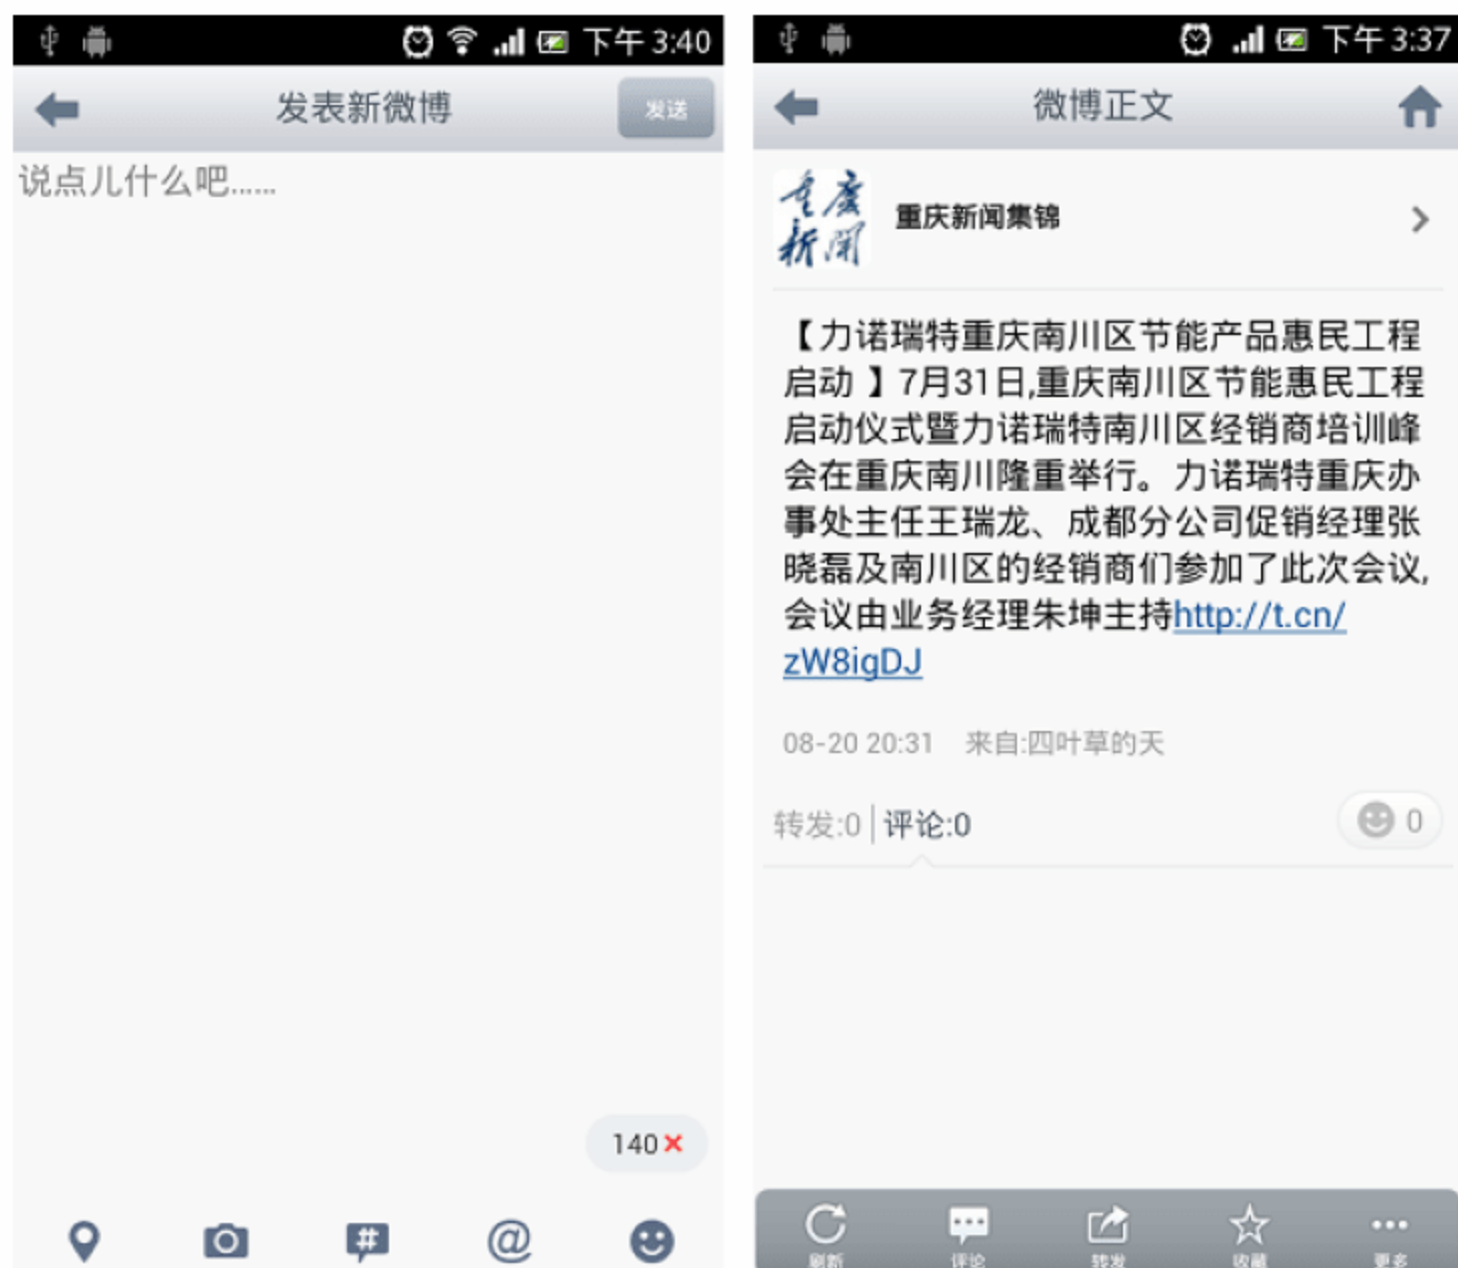 下午 3:40
发表新微博
发送
说点儿什么吧......
140
下午 3:37
微博正文
重庆新闻
重庆新闻集锦
【力诺瑞特重庆南川区节能产品惠民工程
启动 】7月31日,重庆南川区节能惠民工程
启动仪式暨力诺瑞特南川区经销商培训峰
会在重庆南川隆重举行。力诺瑞特重庆办
事处主任王瑞龙、成都分公司促销经理张
晓磊及南川区的经销商们参加了此次会议,
会议由业务经理朱坤主持http://t.cn/
zW8igDJ
08-20 20:31 来自:四叶草的天
转发:0 评论:0
0
刷新 评论 转发 收藏 更多